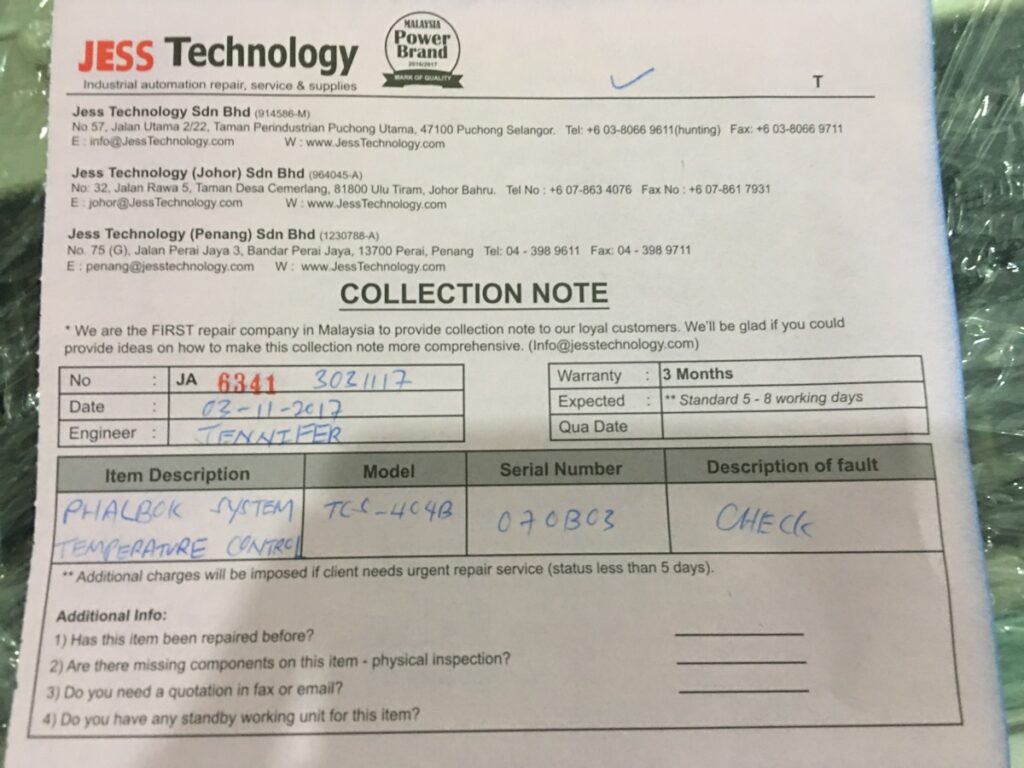 JESS Technology
Industrial automation repair, service & supplies
MALAYSIA
Power
Brand
2016/2017
MARK OF QUALITY
T
Jess Technology Sdn Bhd (914586-M)
No 57, Jalan Utama 2/22, Taman Perindustrian Puchong Utama, 47100 Puchong Selangor. Tel: +6 03-8066 9611(hunting) Fax: +6 03-8066 9711
E : info@JessTechnology.com W : www.JessTechnology.com
Jess Technology (Johor) Sdn Bhd (964045-A)
No: 32, Jalan Rawa 5, Taman Desa Cemerlang, 81800 Ulu Tiram, Johor Bahru. Tel No : +6 07-863 4076 Fax No : +6 07-861 7931
E : johor@JessTechnology.com W : www.JessTechnology.com
Jess Technology (Penang) Sdn Bhd (1230788-A)
No. 75 (G), Jalan Perai Jaya 3, Bandar Perai Jaya, 13700 Perai, Penang Tel: 04 - 398 9611 Fax: 04 - 398 9711
E : penang@jesstechnology.com W : www.JessTechnology.com
COLLECTION NOTE
* We are the FIRST repair company in Malaysia to provide collection note to our loyal customers. We'll be glad if you could
provide ideas on how to make this collection note more comprehensive. (Info@jesstechnology.com)
No : JA 6341 3031117
Date : 03-11-2017
Engineer : JENNIFER
Warranty : 3 Months
Expected : ** Standard 5 - 8 working days
Qua Date
Item Description Model Serial Number Description of fault
PHALBOK SYSTEM TCS-404B 070B03 CHECK
TEMPERATURE CONTROL
** Additional charges will be imposed if client needs urgent repair service (status less than 5 days).
Additional Info:
1) Has this item been repaired before?
2) Are there missing components on this item - physical inspection?
3) Do you need a quotation in fax or email?
4) Do you have any standby working unit for this item?